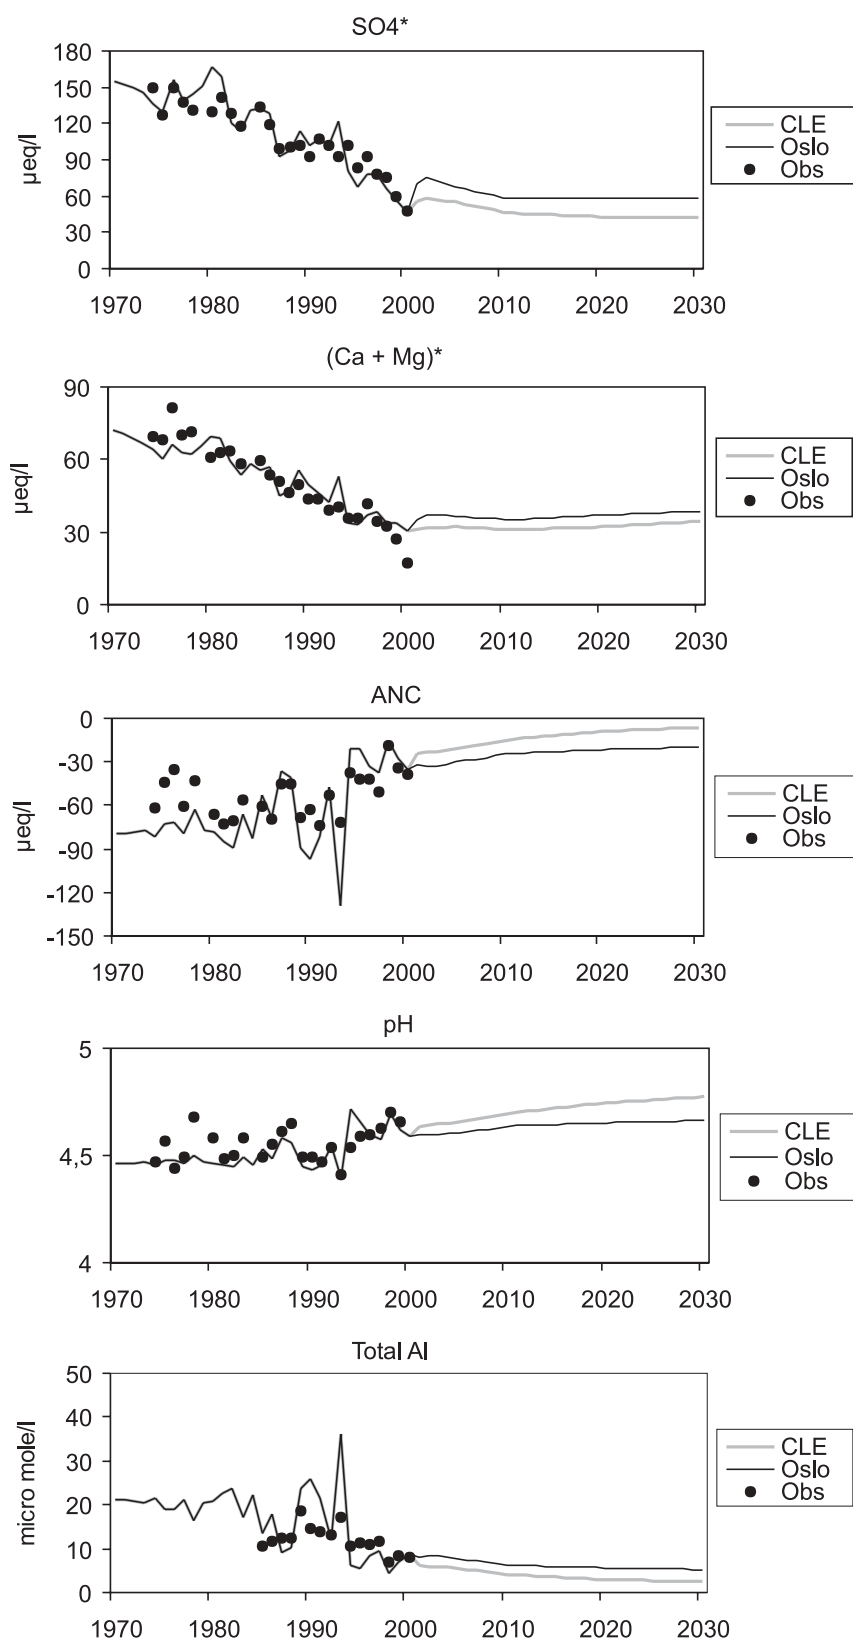 SO4*
180
150
120
90
60
30
0
µeq/l
1970 1980 1990 2000 2010 2020 2030
CLE
Oslo
Obs
(Ca + Mg)*
90
60
30
0
µeq/l
1970 1980 1990 2000 2010 2020 2030
CLE
Oslo
Obs
ANC
0
-30
-60
-90
-120
-150
µeq/l
1970 1980 1990 2000 2010 2020 2030
CLE
Oslo
Obs
pH
5
4,5
4
1970 1980 1990 2000 2010 2020 2030
CLE
Oslo
Obs
Total Al
50
40
30
20
10
0
micro mole/l
1970 1980 1990 2000 2010 2020 2030
CLE
Oslo
Obs